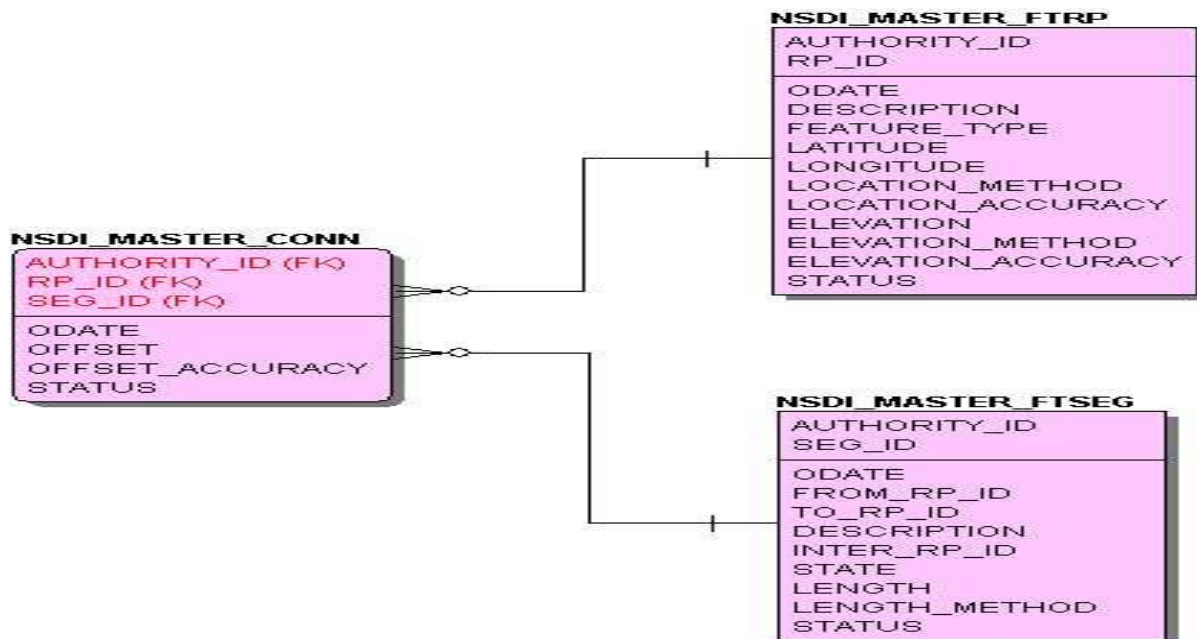 NSDI_MASTER_FTRP
AUTHORITY_ID
RP_ID
ODATE
DESCRIPTION
FEATURE_TYPE
LATITUDE
LONGITUDE
LOCATION_METHOD
LOCATION_ACCURACY
ELEVATION
ELEVATION_METHOD
ELEVATION_ACCURACY
STATUS
NSDI_MASTER_CONN
AUTHORITY_ID (FK)
RP_ID (FK)
SEG_ID (FK)
ODATE
OFFSET
OFFSET_ACCURACY
STATUS
NSDI_MASTER_FTSEG
AUTHORITY_ID
SEG_ID
ODATE
FROM_RP_ID
TO_RP_ID
DESCRIPTION
INTER_RP_ID
STATE
LENGTH
LENGTH_METHOD
STATUS